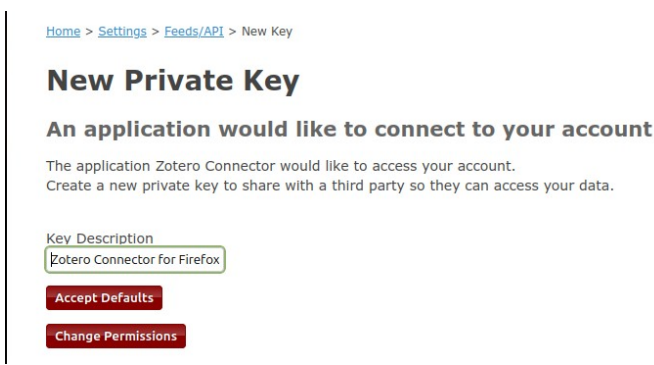 Home > Settings > Feeds/API > New Key
New Private Key
An application would like to connect to your account
The application Zotero Connector would like to access your account.
Create a new private key to share with a third party so they can access your data.
Key Description
Zotero Connector for Firefox
Accept Defaults
Change Permissions